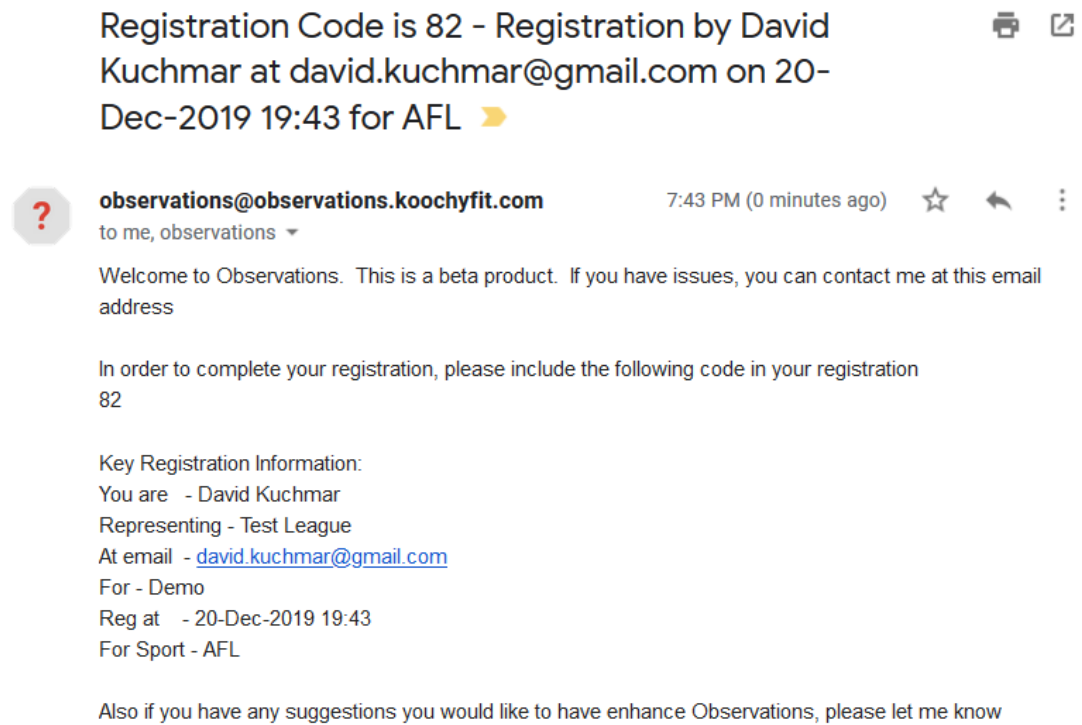 Registration Code is 82 - Registration by David
Kuchmar at david.kuchmar@gmail.com on 20-
Dec-2019 19:43 for AFL
?
observations@observations.koochyfit.com 7:43 PM (0 minutes ago)
to me, observations
Welcome to Observations.  This is a beta product.  If you have issues, you can contact me at this email
address
In order to complete your registration, please include the following code in your registration
82
Key Registration Information:
You are   - David Kuchmar
Representing - Test League
At email  - david.kuchmar@gmail.com
For - Demo
Reg at    - 20-Dec-2019 19:43
For Sport - AFL
Also if you have any suggestions you would like to have enhance Observations, please let me know